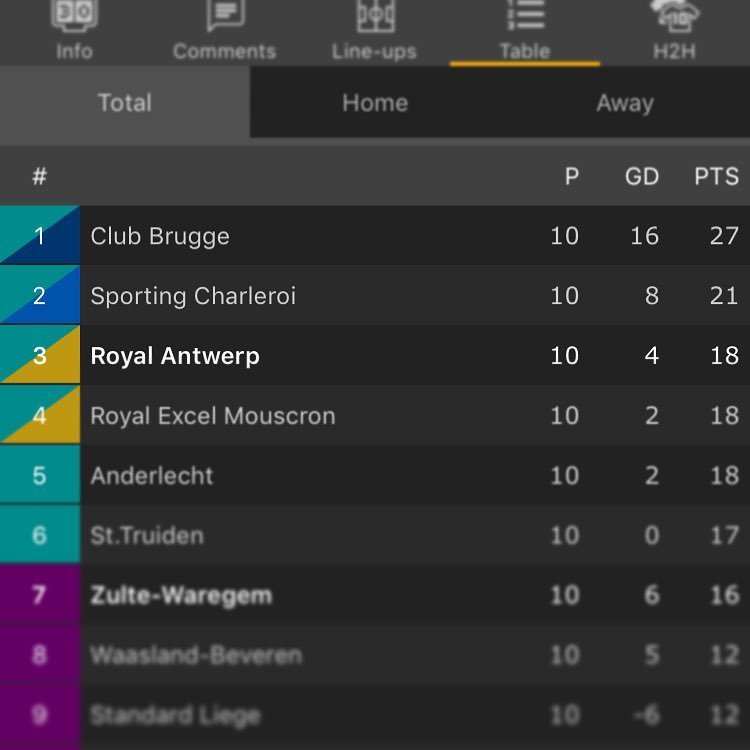 30
Info Comments Line-ups Table H2H
Total Home Away
# P GD PTS
1 Club Brugge 10 16 27
2 Sporting Charleroi 10 8 21
3 Royal Antwerp 10 4 18
4 Royal Excel Mouscron 10 2 18
5 Anderlecht 10 2 18
6 St.Truiden 10 0 17
7 Zulte-Waregem 10 6 16
8 Waasland-Beveren 10 5 12
9 Standard Liege 10 -6 12